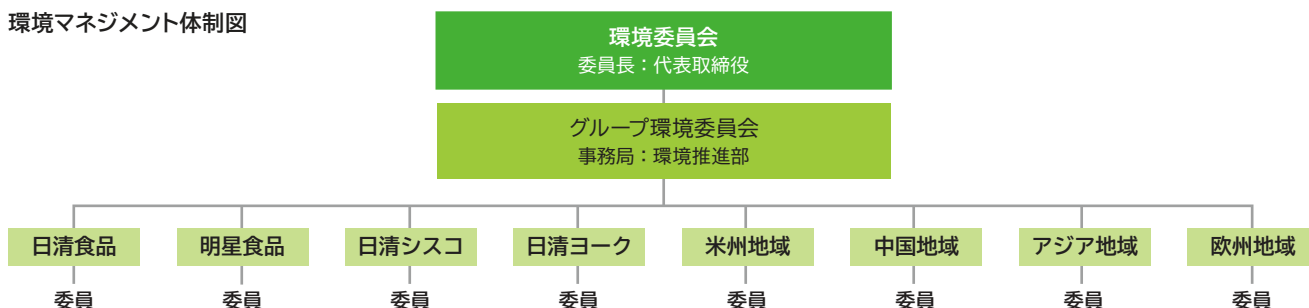 環境マネジメント体制図
環境委員会
委員長：代表取締役
グループ環境委員会
事務局：環境推進部
日清食品 明星食品 日清シスコ 日清ヨーク 米州地域 中国地域 アジア地域 欧州地域
委員 委員 委員 委員 委員 委員 委員 委員